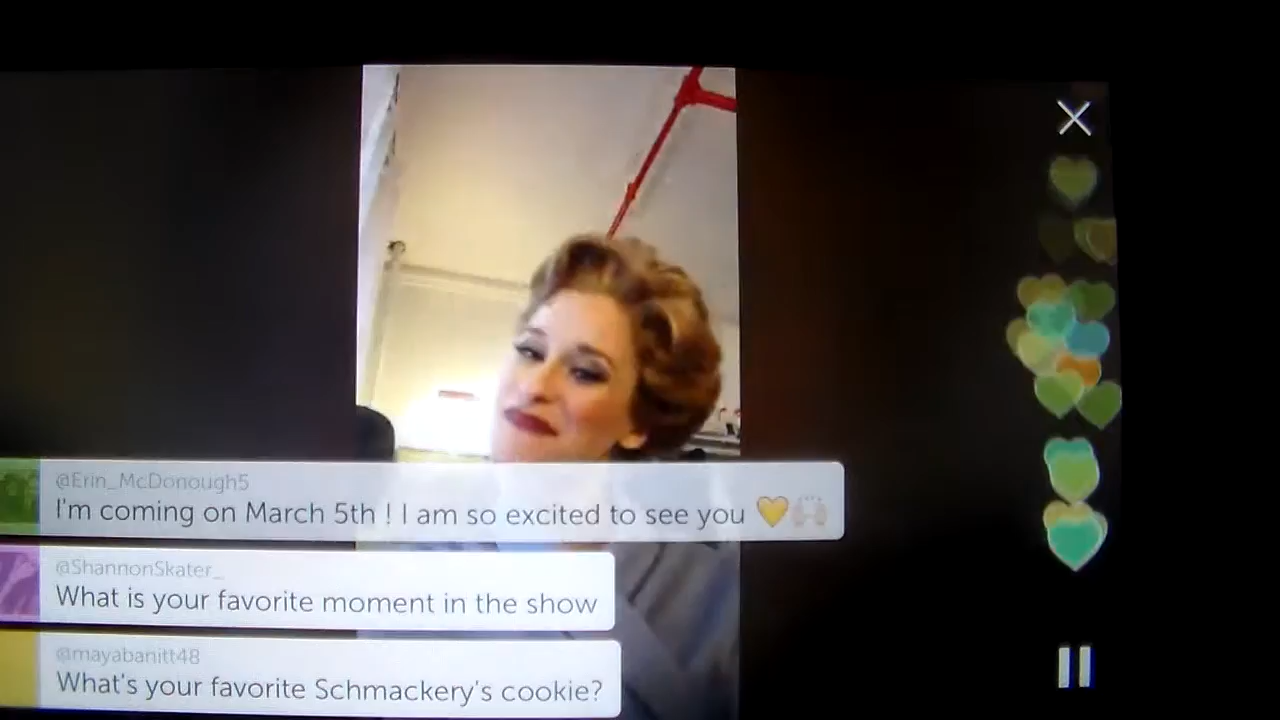 @Erin_McDonough5
I'm coming on March 5th ! I am so excited to see you 💛🙌
@ShannonSkater_
What is your favorite moment in the show
@mayabanitt48
What's your favorite Schmackery's cookie?